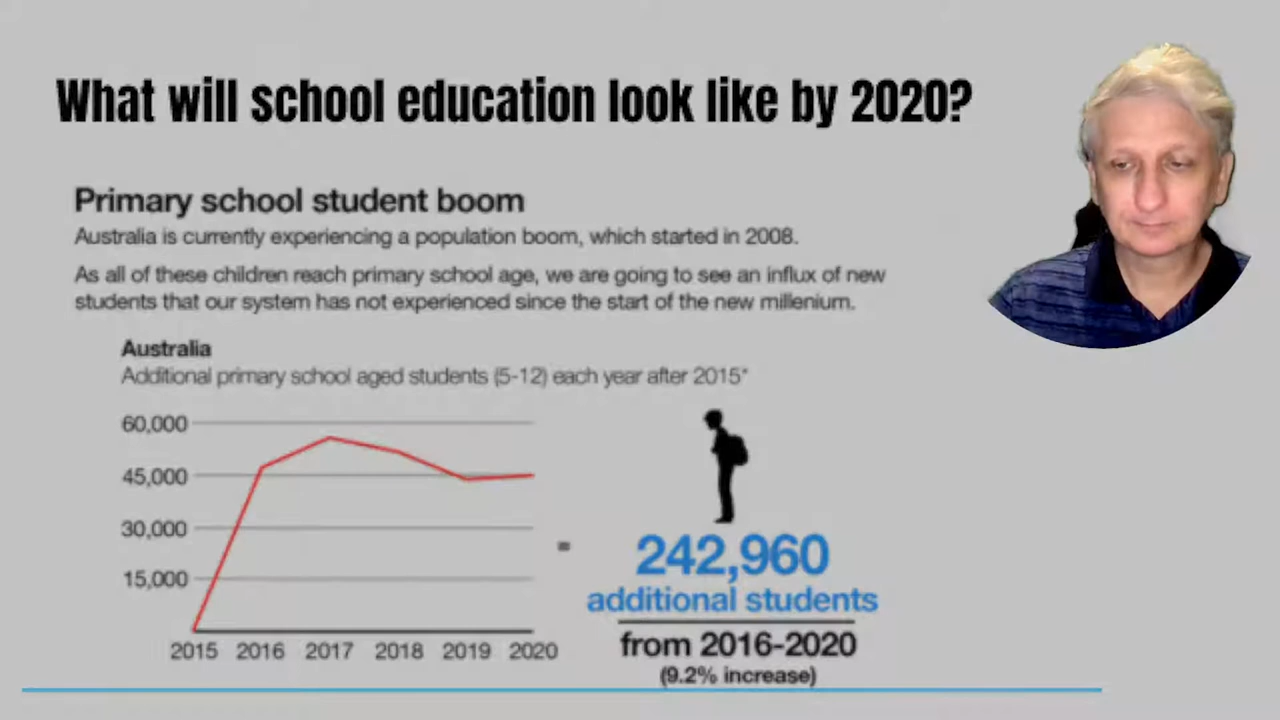 What will school education look like by 2020?
Primary school student boom
Australia is currently experiencing a population boom, which started in 2008.
As all of these children reach primary school age, we are going to see an influx of new
students that our system has not experienced since the start of the new millenium.
Australia
Additional primary school aged students (5-12) each year after 2015*
60,000
45,000
30,000
15,000
2015 2016 2017 2018 2019 2020
=
242,960
additional students
from 2016-2020
(9.2% increase)